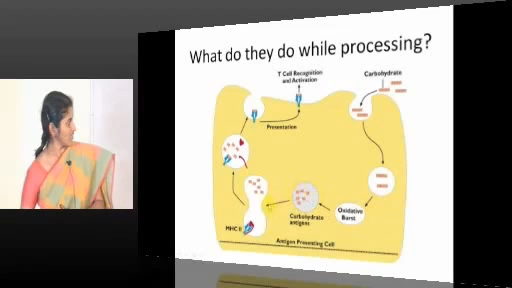 What do they do while processing?
T Cell Recognition
and Activation
Carbohydrate
Presentation
Oxidative
Burst
Carbohydrate
antigens
MHC II
Antigen Presenting Cell